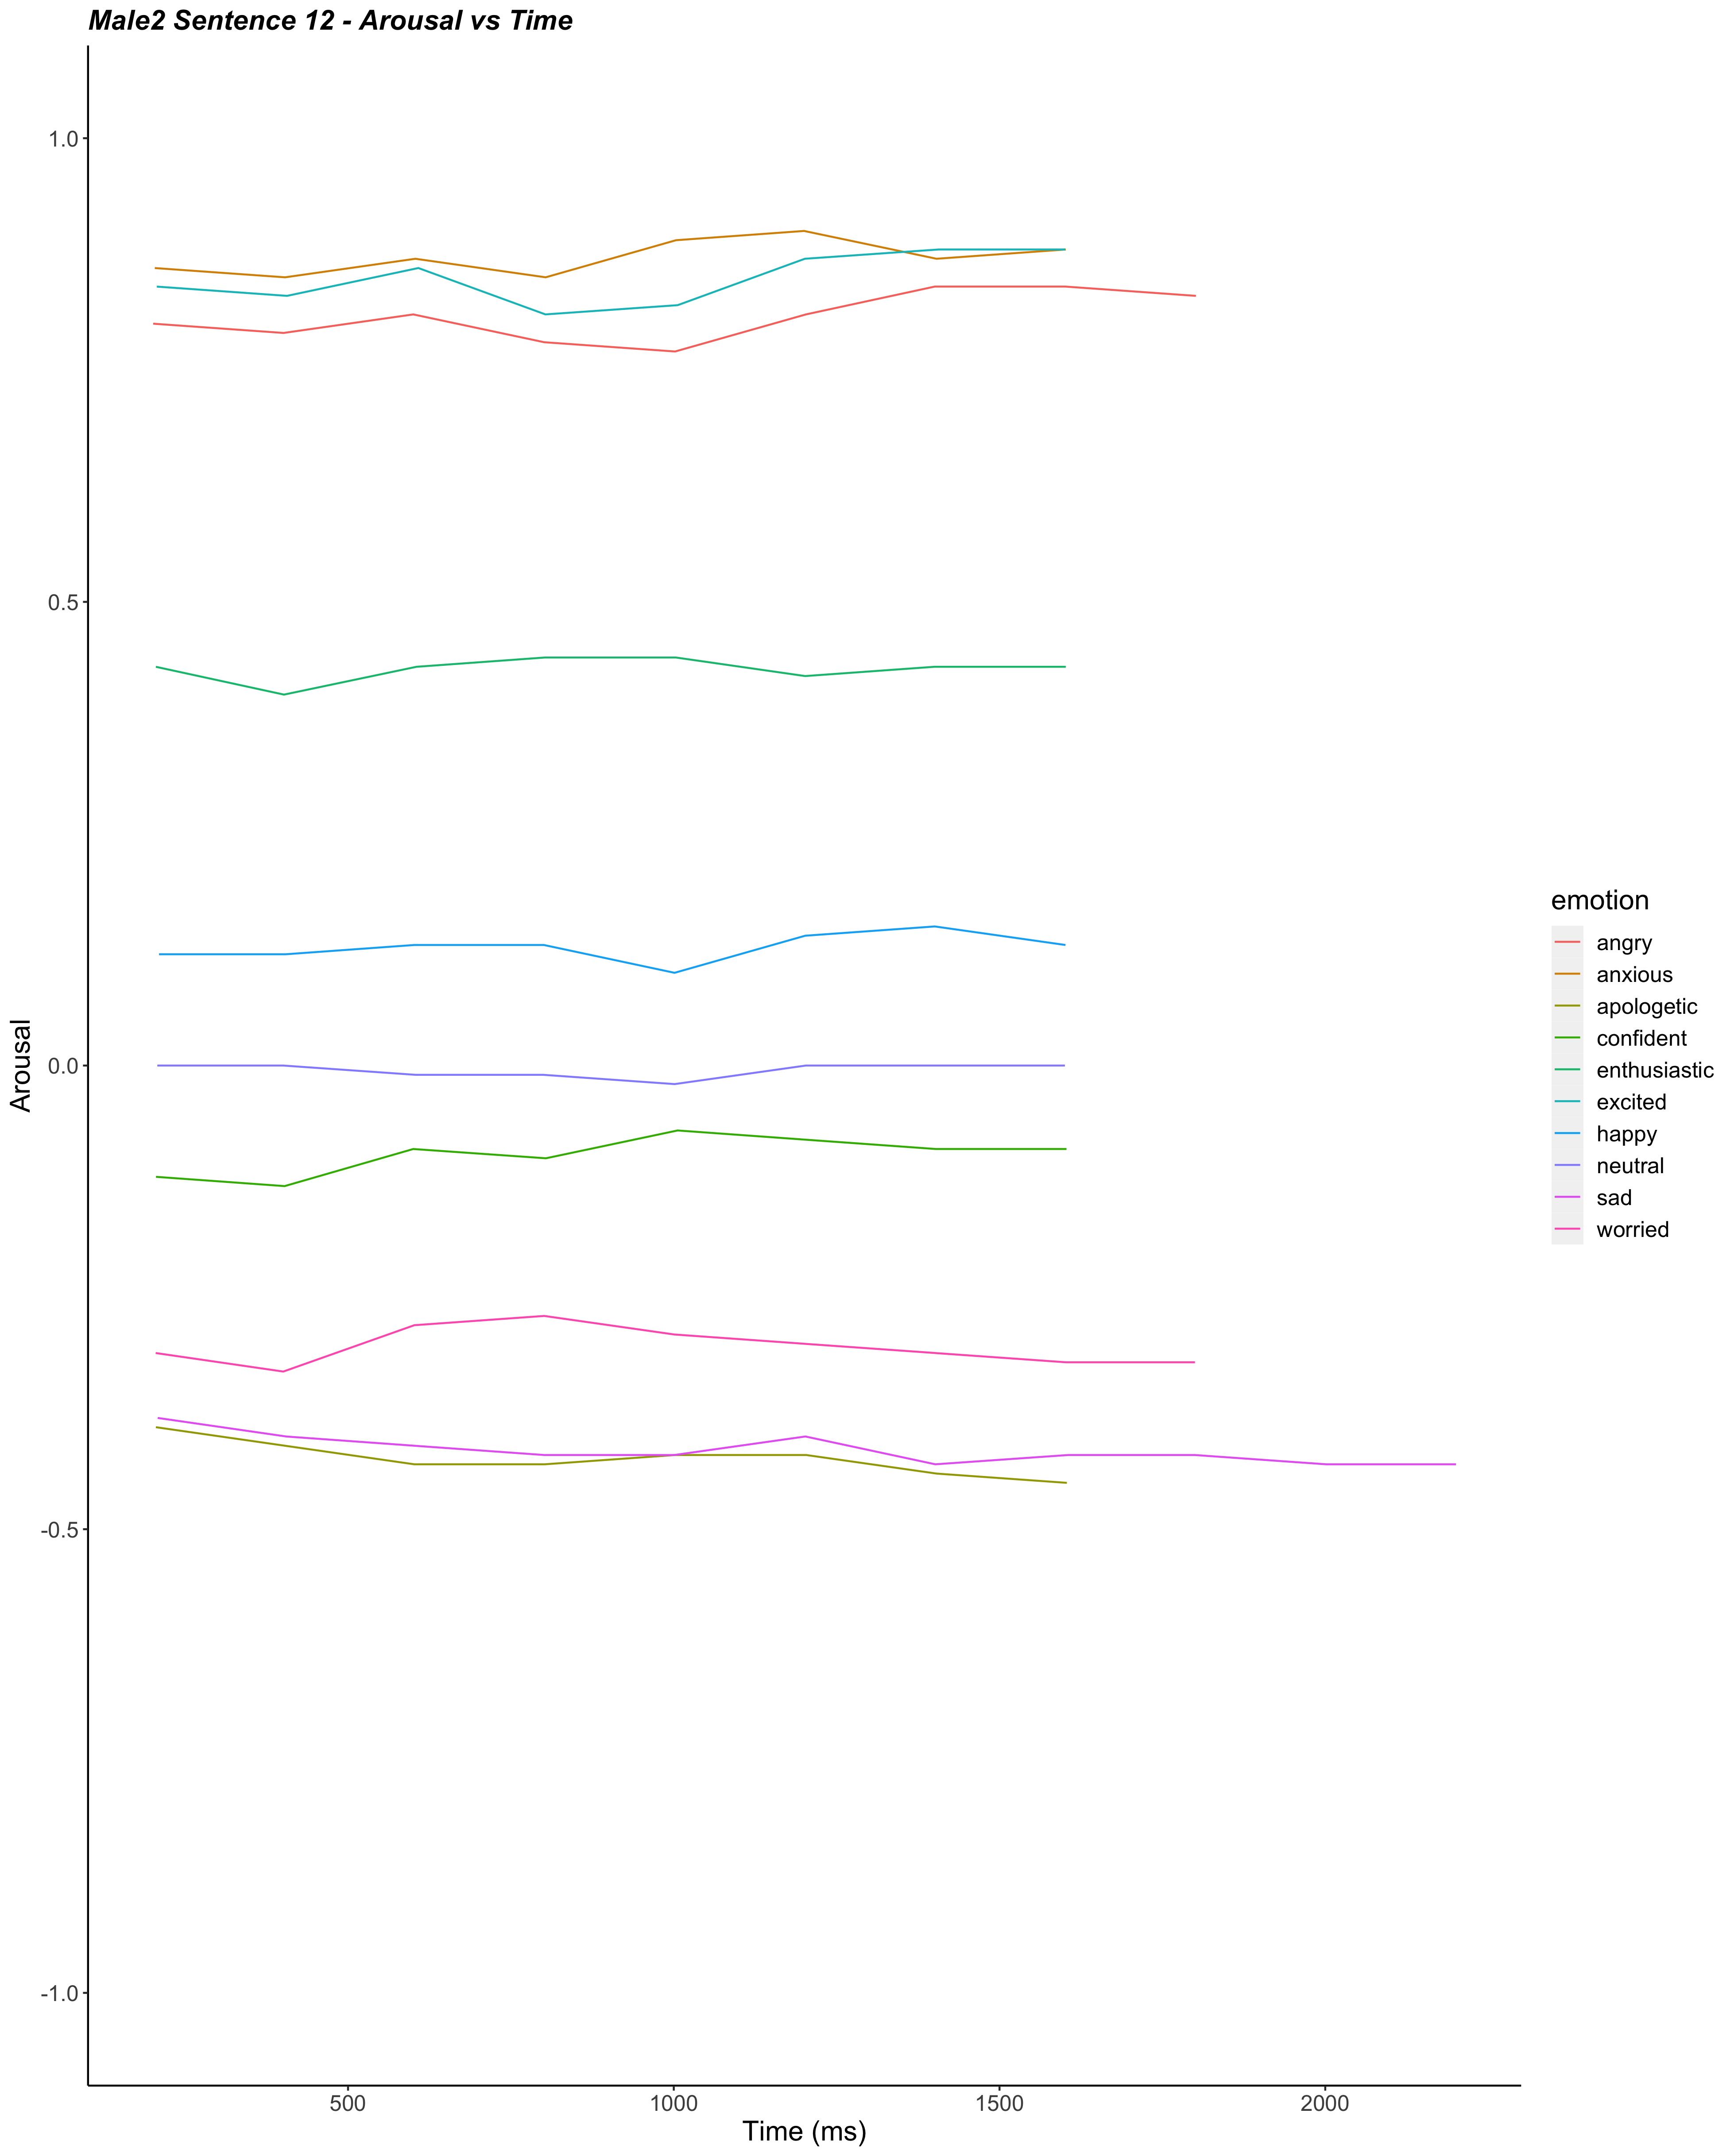 Male2 Sentence 12 - Arousal vs Time
1.0
0.5
0.0
-0.5
-1.0
Arousal
500
1000
1500
2000
Time (ms)
emotion
angry
anxious
apologetic
confident
enthusiastic
excited
happy
neutral
sad
worried